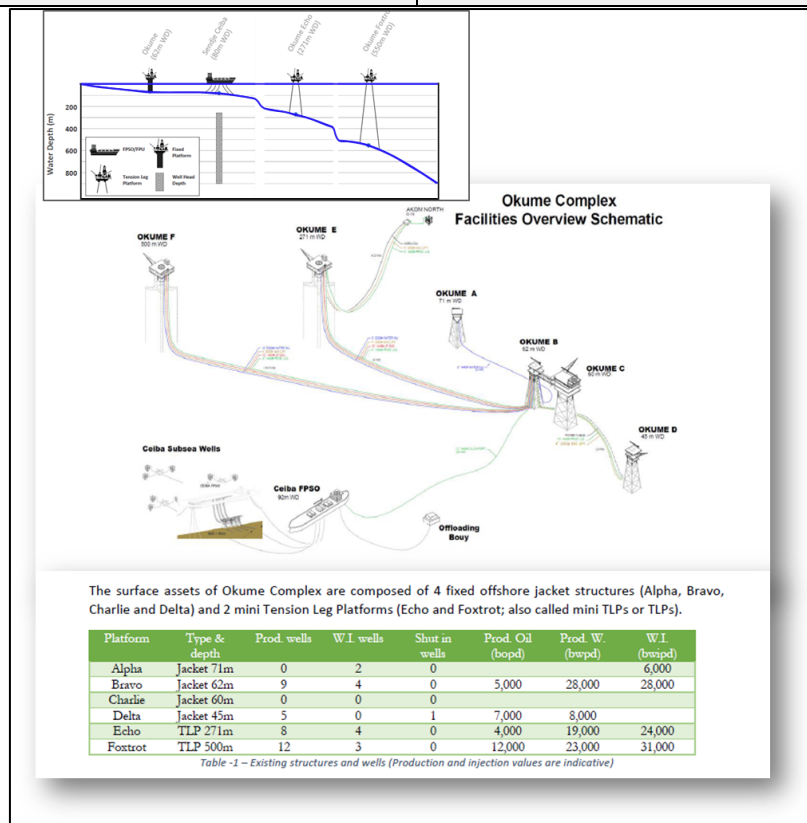 Okume
(62m WD)
Sendje Ceiba
(80m WD)
Okume Echo
(271m WD)
Okume Foxtrot
(550m WD)
Water Depth (m)
200
400
600
800
FPSO/FPU
Fixed
Platform
Tension Leg
Platform
Well Head
Depth
Okume Complex
Facilities Overview Schematic
AKOM NORTH
OKUME F
500 m WD
OKUME E
271 m WD
OKUME A
71 m WD
OKUME B
62 m WD
OKUME C
60 m WD
OKUME D
45 m WD
Ceiba Subsea Wells
Ceiba FPSO
90m WD
Offloading
Bouy
The surface assets of Okume Complex are composed of 4 fixed offshore jacket structures (Alpha, Bravo,
Charlie and Delta) and 2 mini Tension Leg Platforms (Echo and Foxtrot; also called mini TLPs or TLPs).
Platform Type & depth Prod. wells W.I. wells Shut in wells Prod. Oil (bopd) Prod. W. (bwpd) W.I. (bwipd)
Alpha Jacket 71m 0 2 0 6,000
Bravo Jacket 62m 9 4 0 5,000 28,000 28,000
Charlie Jacket 60m 0 0 0
Delta Jacket 45m 5 0 1 7,000 8,000
Echo TLP 271m 8 4 0 4,000 19,000 24,000
Foxtrot TLP 500m 12 3 0 12,000 23,000 31,000
Table -1 – Existing structures and wells (Production and injection values are indicative)